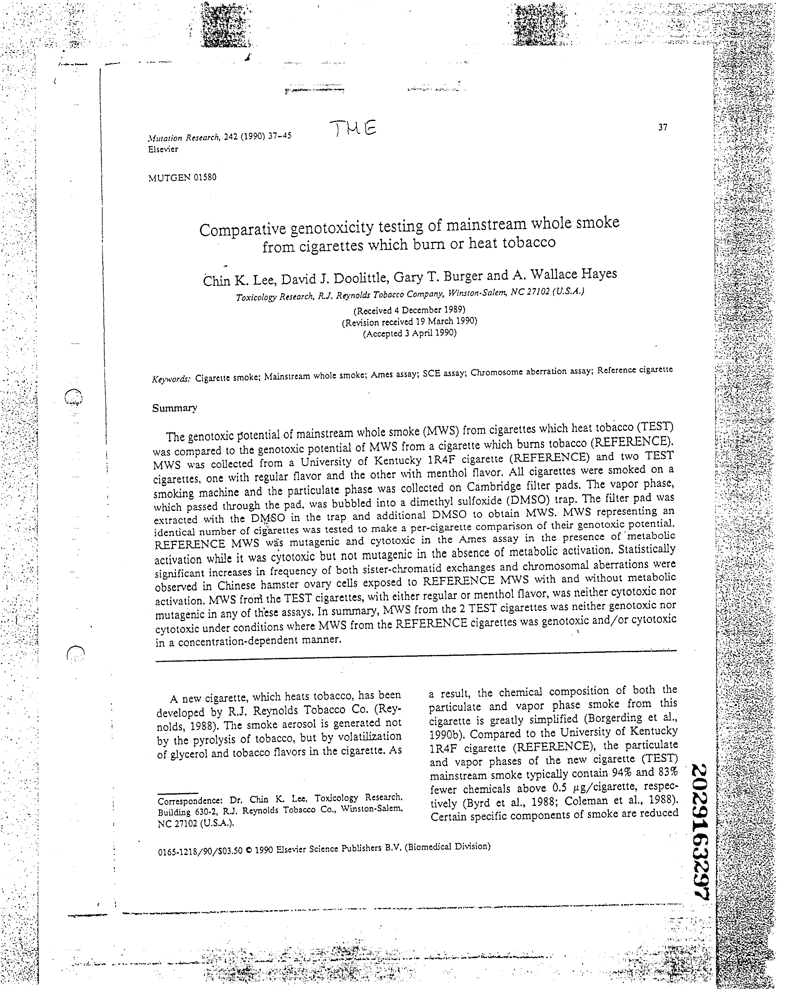 TME
37
Mutation Research, 242 (1990) 37–45
Elsevier
MUTGEN 01580
Comparative genotoxicity testing of mainstream whole smoke
from cigarettes which burn or heat tobacco
Chin K. Lee, David J. Doolittle, Gary T. Burger and A. Wallace Hayes
Toxicology Research, R.J. Reynolds Tobacco Company, Winston-Salem, NC 27102 (U.S.A.)
(Received 4 December 1989)
(Revision received 19 March 1990)
(Accepted 3 April 1990)
Keywords: Cigarette smoke; Mainstream whole smoke; Ames assay; SCE assay; Chromosome aberration assay; Reference cigarette
Summary
The genotoxic potential of mainstream whole smoke (MWS) from cigarettes which heat tobacco (TEST)
was compared to the genotoxic potential of MWS from a cigarette which burns tobacco (REFERENCE).
MWS was collected from a University of Kentucky 1R4F cigarette (REFERENCE) and two TEST
cigarettes, one with regular flavor and the other with menthol flavor. All cigarettes were smoked on a
smoking machine and the particulate phase was collected on Cambridge filter pads. The vapor phase,
which passed through the pad, was bubbled into a dimethyl sulfoxide (DMSO) trap. The filter pad was
extracted with the DMSO in the trap and additional DMSO to obtain MWS. MWS representing an
identical number of cigarettes was tested to make a per-cigarette comparison of their genotoxic potential.
REFERENCE MWS was mutagenic and cytotoxic in the Ames assay in the presence of metabolic
activation while it was cytotoxic but not mutagenic in the absence of metabolic activation. Statistically
significant increases in frequency of both sister-chromatid exchanges and chromosomal aberrations were
observed in Chinese hamster ovary cells exposed to REFERENCE MWS with and without metabolic
activation. MWS from the TEST cigarettes, with either regular or menthol flavor, was neither cytotoxic nor
mutagenic in any of these assays. In summary, MWS from the 2 TEST cigarettes was neither genotoxic nor
cytotoxic under conditions where MWS from the REFERENCE cigarettes was genotoxic and/or cytotoxic
in a concentration-dependent manner.
A new cigarette, which heats tobacco, has been
developed by R.J. Reynolds Tobacco Co. (Rey-
nolds, 1988). The smoke aerosol is generated not
by the pyrolysis of tobacco, but by volatilization
of glycerol and tobacco flavors in the cigarette. As
Correspondence: Dr. Chin K. Lee, Toxicology Research,
Building 630-2, R.J. Reynolds Tobacco Co., Winston-Salem,
NC 27102 (U.S.A.).
a result, the chemical composition of both the
particulate and vapor phase smoke from this
cigarette is greatly simplified (Borgerding et al.,
1990b). Compared to the University of Kentucky
1R4F cigarette (REFERENCE), the particulate
and vapor phases of the new cigarette (TEST)
mainstream smoke typically contain 94% and 83%
fewer chemicals above 0.5 μg/cigarette, respec-
tively (Byrd et al., 1988; Coleman et al., 1988).
Certain specific components of smoke are reduced
0165-1218/90/$03.50 © 1990 Elsevier Science Publishers B.V. (Biomedical Division)
2029163297